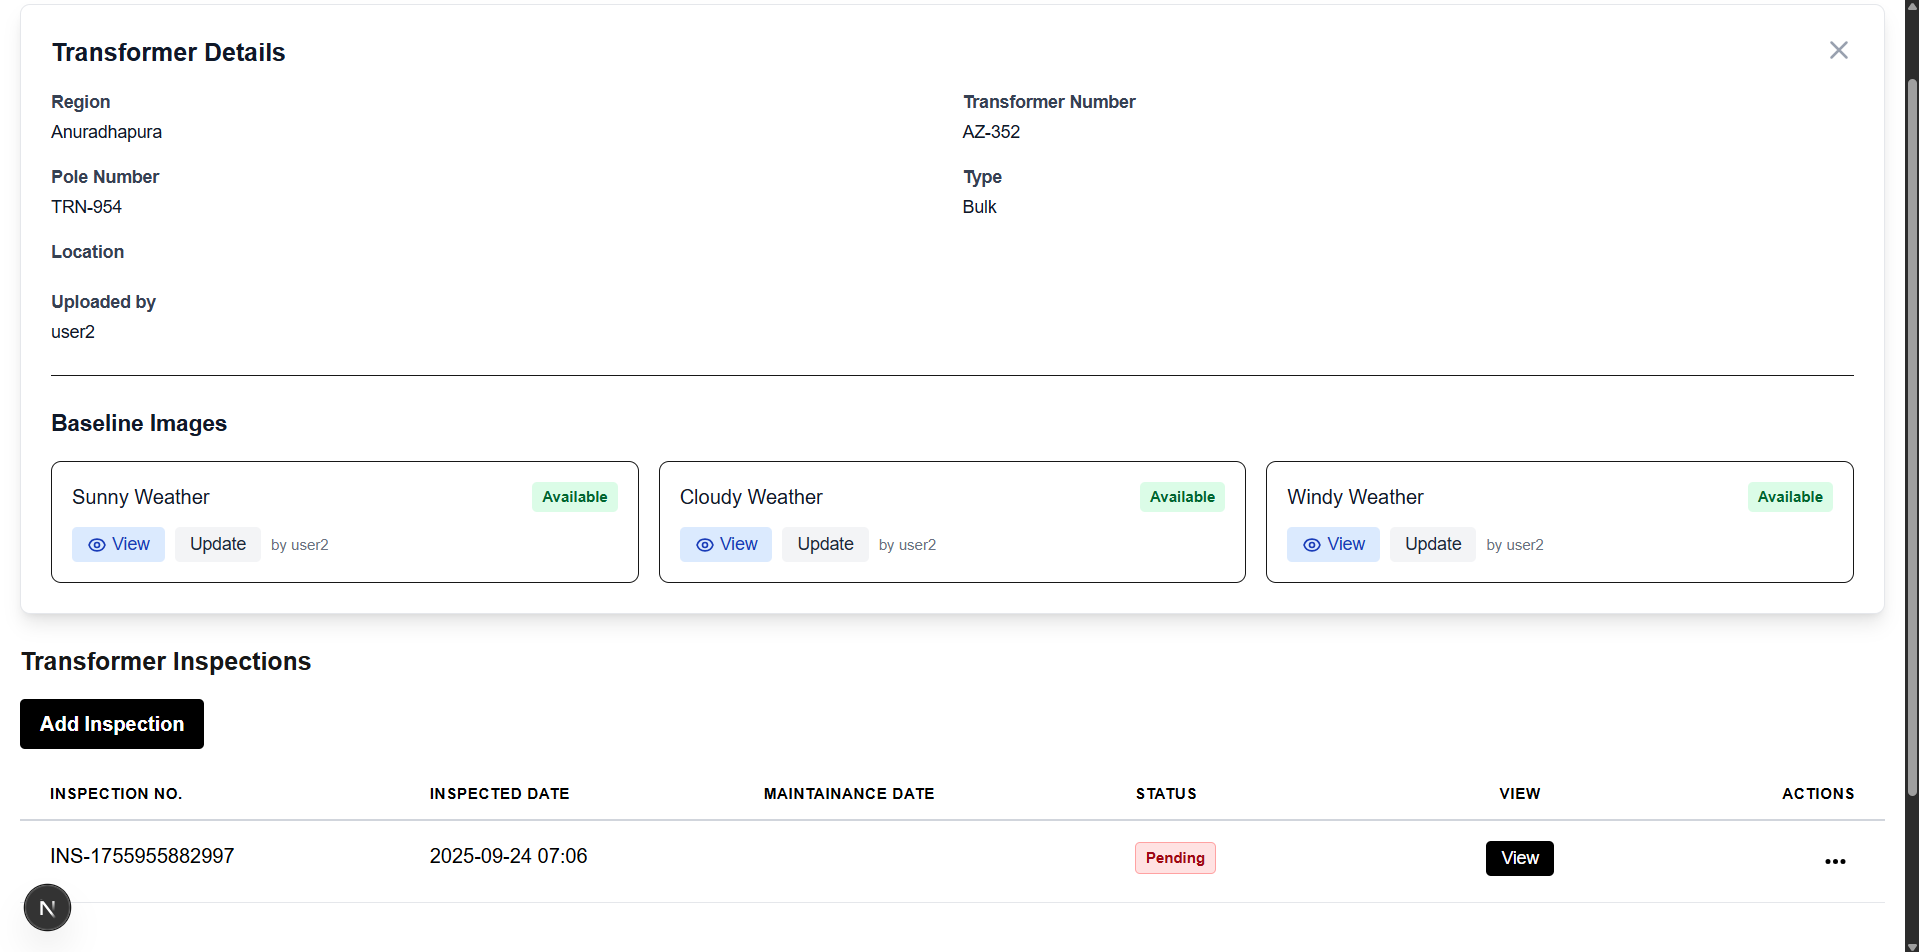 Transformer Details
Region
Anuradhapura
Transformer Number
AZ-352
Pole Number
TRN-954
Type
Bulk
Location
Uploaded by
user2
Baseline Images
Sunny Weather Available
View Update by user2
Cloudy Weather Available
View Update by user2
Windy Weather Available
View Update by user2
Transformer Inspections
Add Inspection
INSPECTION NO. INSPECTED DATE MAINTAINANCE DATE STATUS VIEW ACTIONS
INS-1755955882997 2025-09-24 07:06 Pending View
N